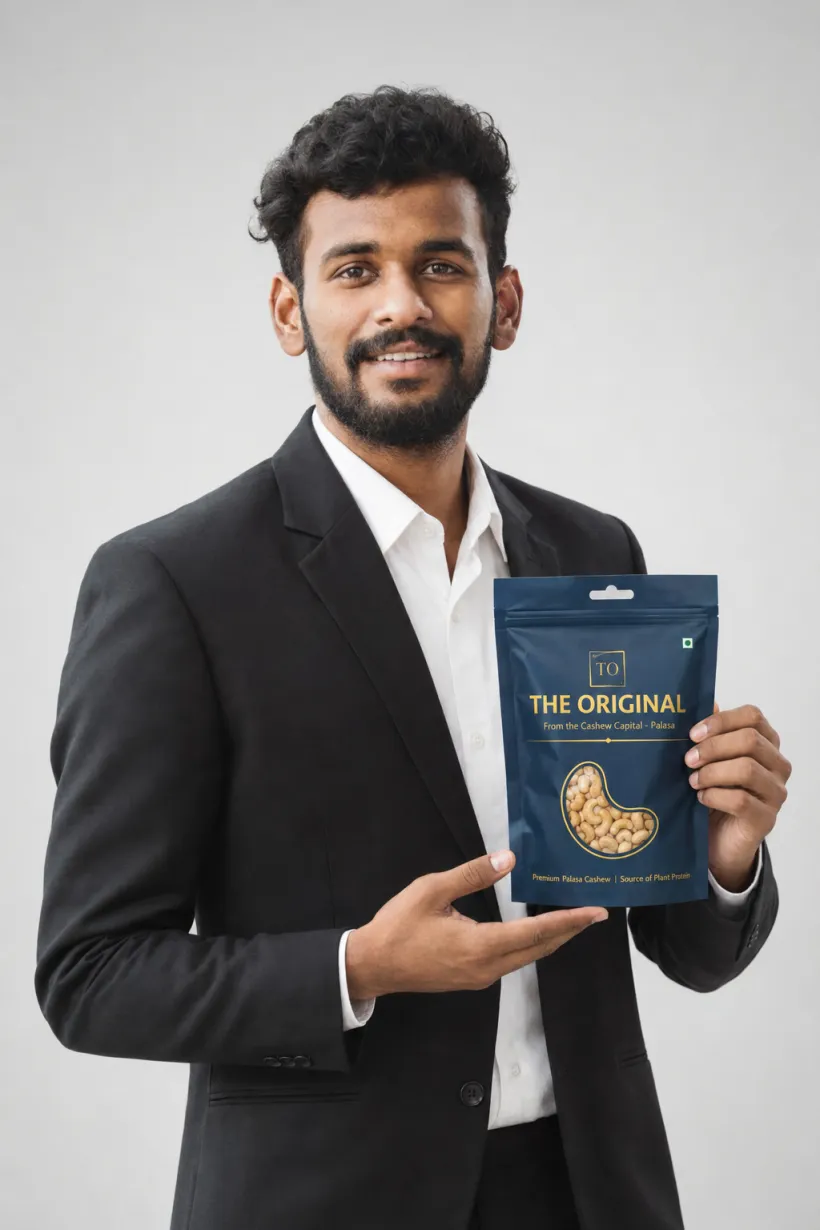 TO
THE ORIGINAL
From the Cashew Capital - Palasa
Premium Palasa Cashew | Source of Plant Protein